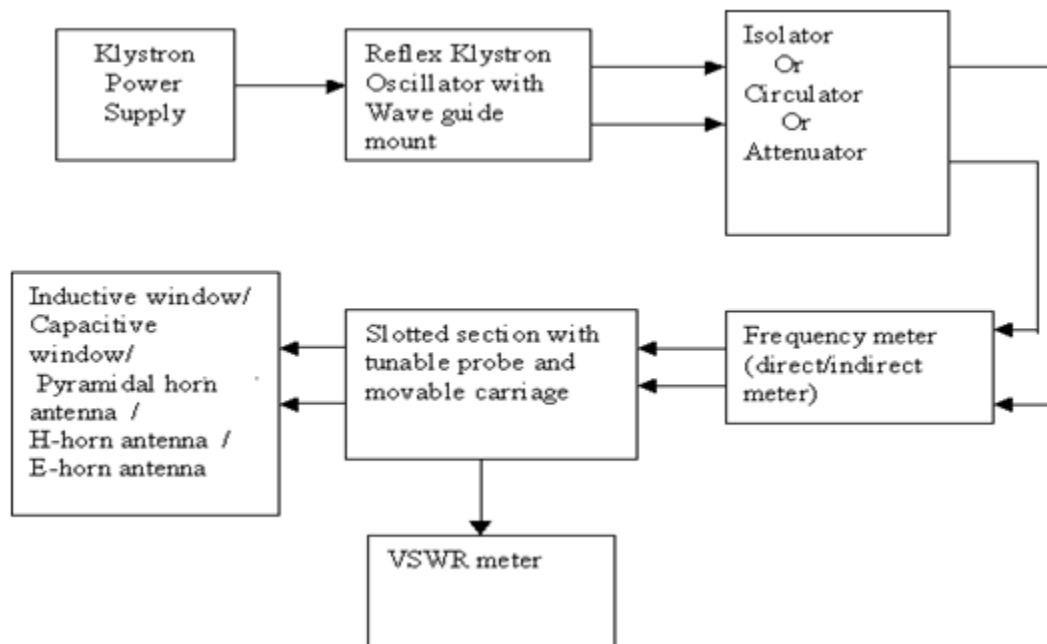 Klystron
Power
Supply
Reflex Klystron
Oscillator with
Wave guide
mount
Isolator
Or
Circulator
Or
Attenuator
Inductive window/
Capacitive
window/
Pyramidal horn
antenna /
H-horn antenna /
E-horn antenna
Slotted section with
tunable probe and
movable carriage
Frequency meter
(direct/indirect
meter)
VSWR meter